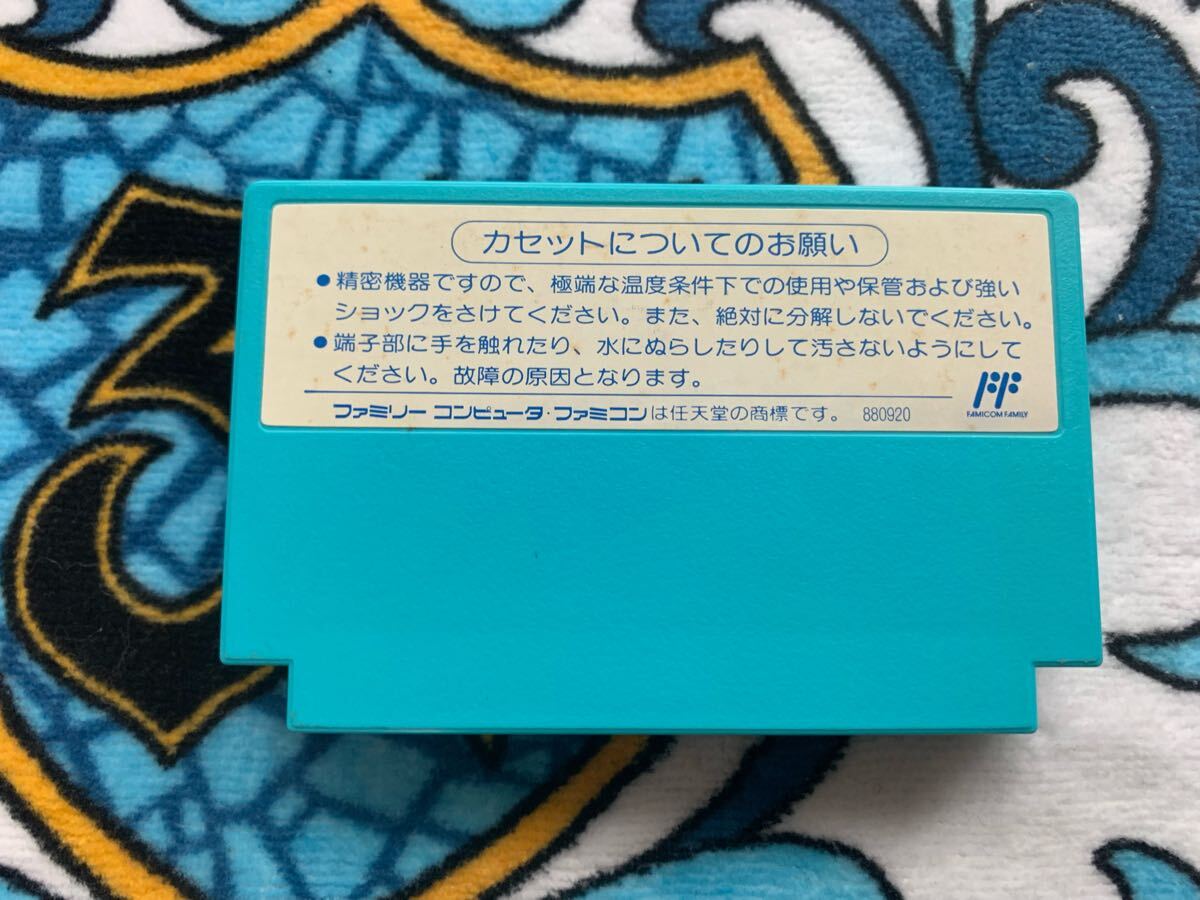 カセットについてのお願い
●精密機器ですので、極端な温度条件下での使用や保管および強い
ショックをさけてください。また、絶対に分解しないでください。
●端子部に手を触れたり、水にぬらしたりして汚さないようにして
ください。故障の原因となります。
FAMICOM FAMILY
ファミリー コンピュータ・ファミコンは任天堂の商標です。 880920